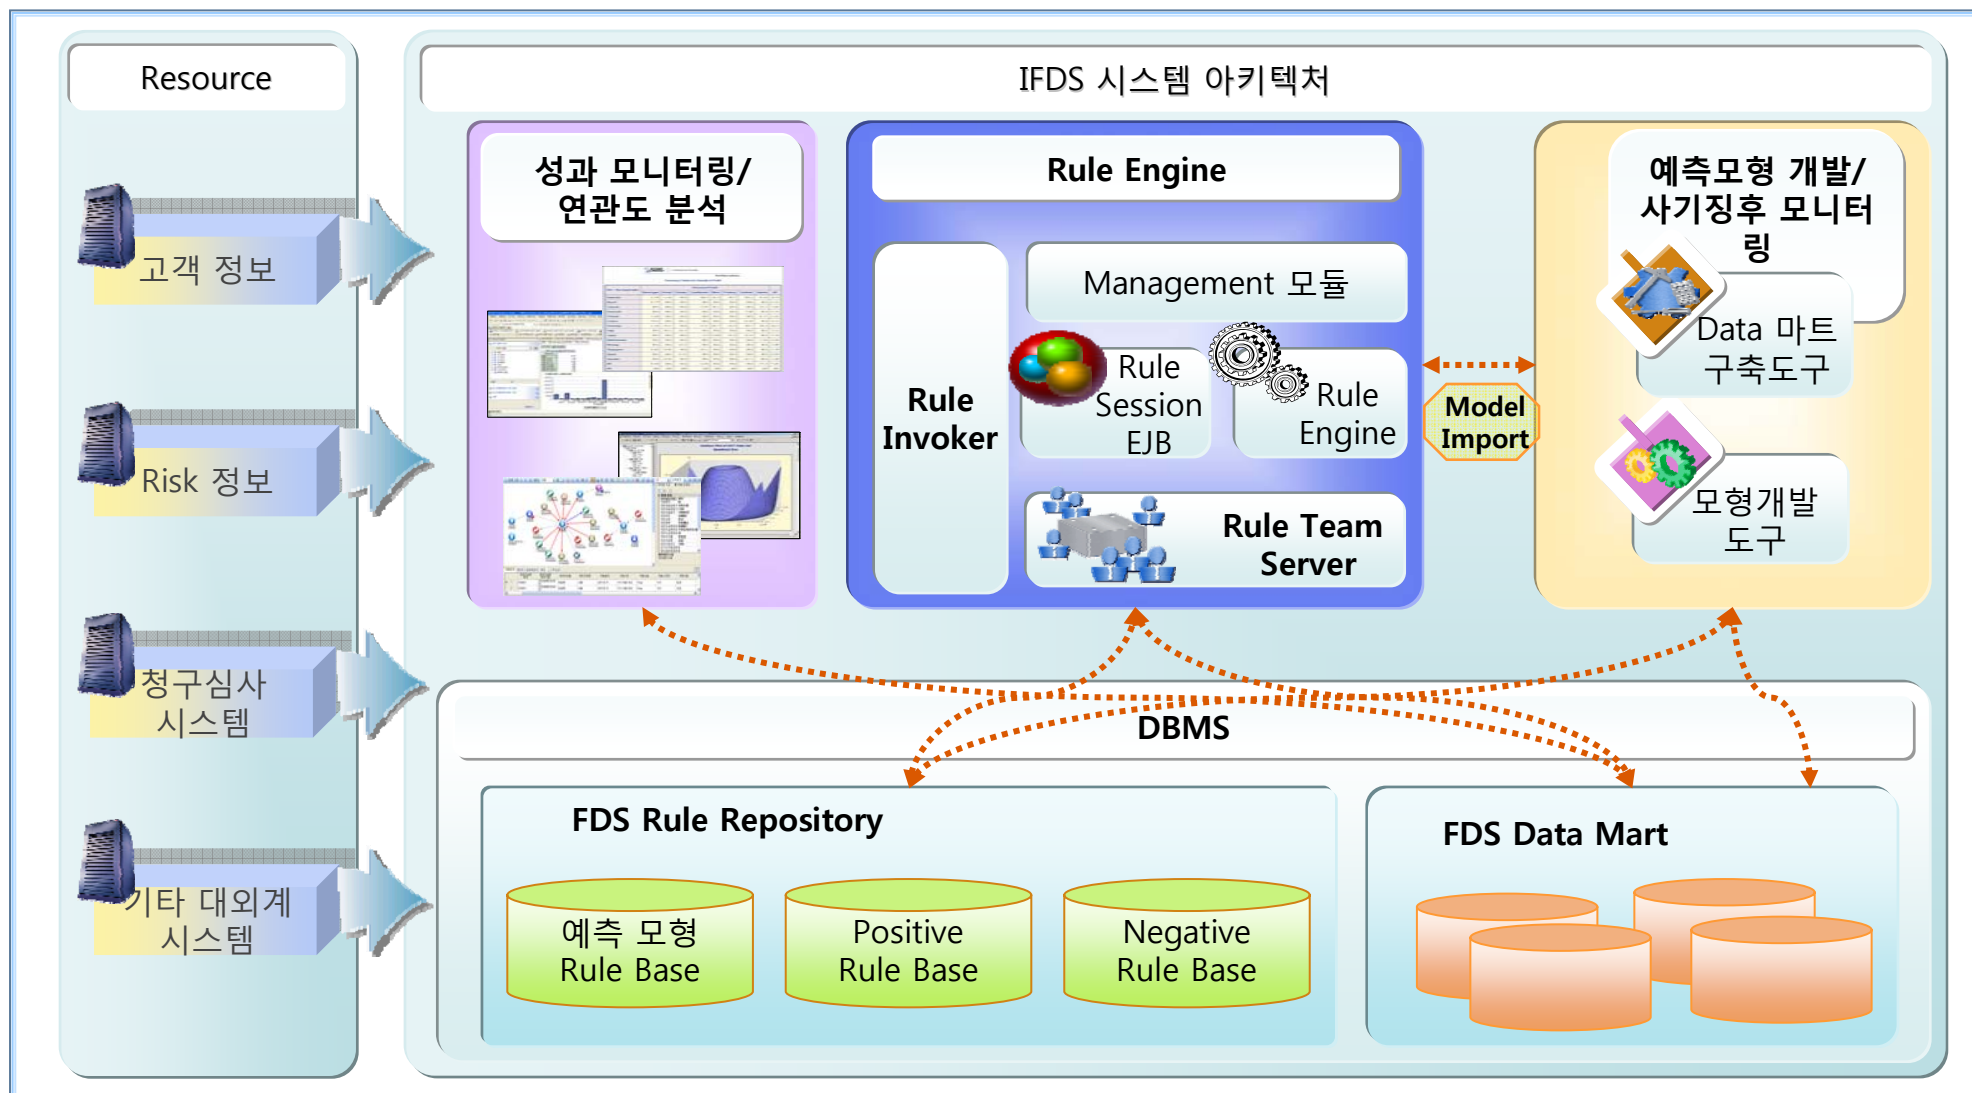 Resource
고객 정보
Risk 정보
청구심사
시스템
기타 대외계
시스템
IFDS 시스템 아키텍처
성과 모니터링/
연관도 분석
Rule Engine
Rule
Invoker
Management 모듈
Rule
Session
EJB
Rule
Engine
Rule Team
Server
Model
Import
예측모형 개발/
사기징후 모니터
링
Data 마트
구축도구
모형개발
도구
DBMS
FDS Rule Repository
예측 모형
Rule Base
Positive
Rule Base
Negative
Rule Base
FDS Data Mart